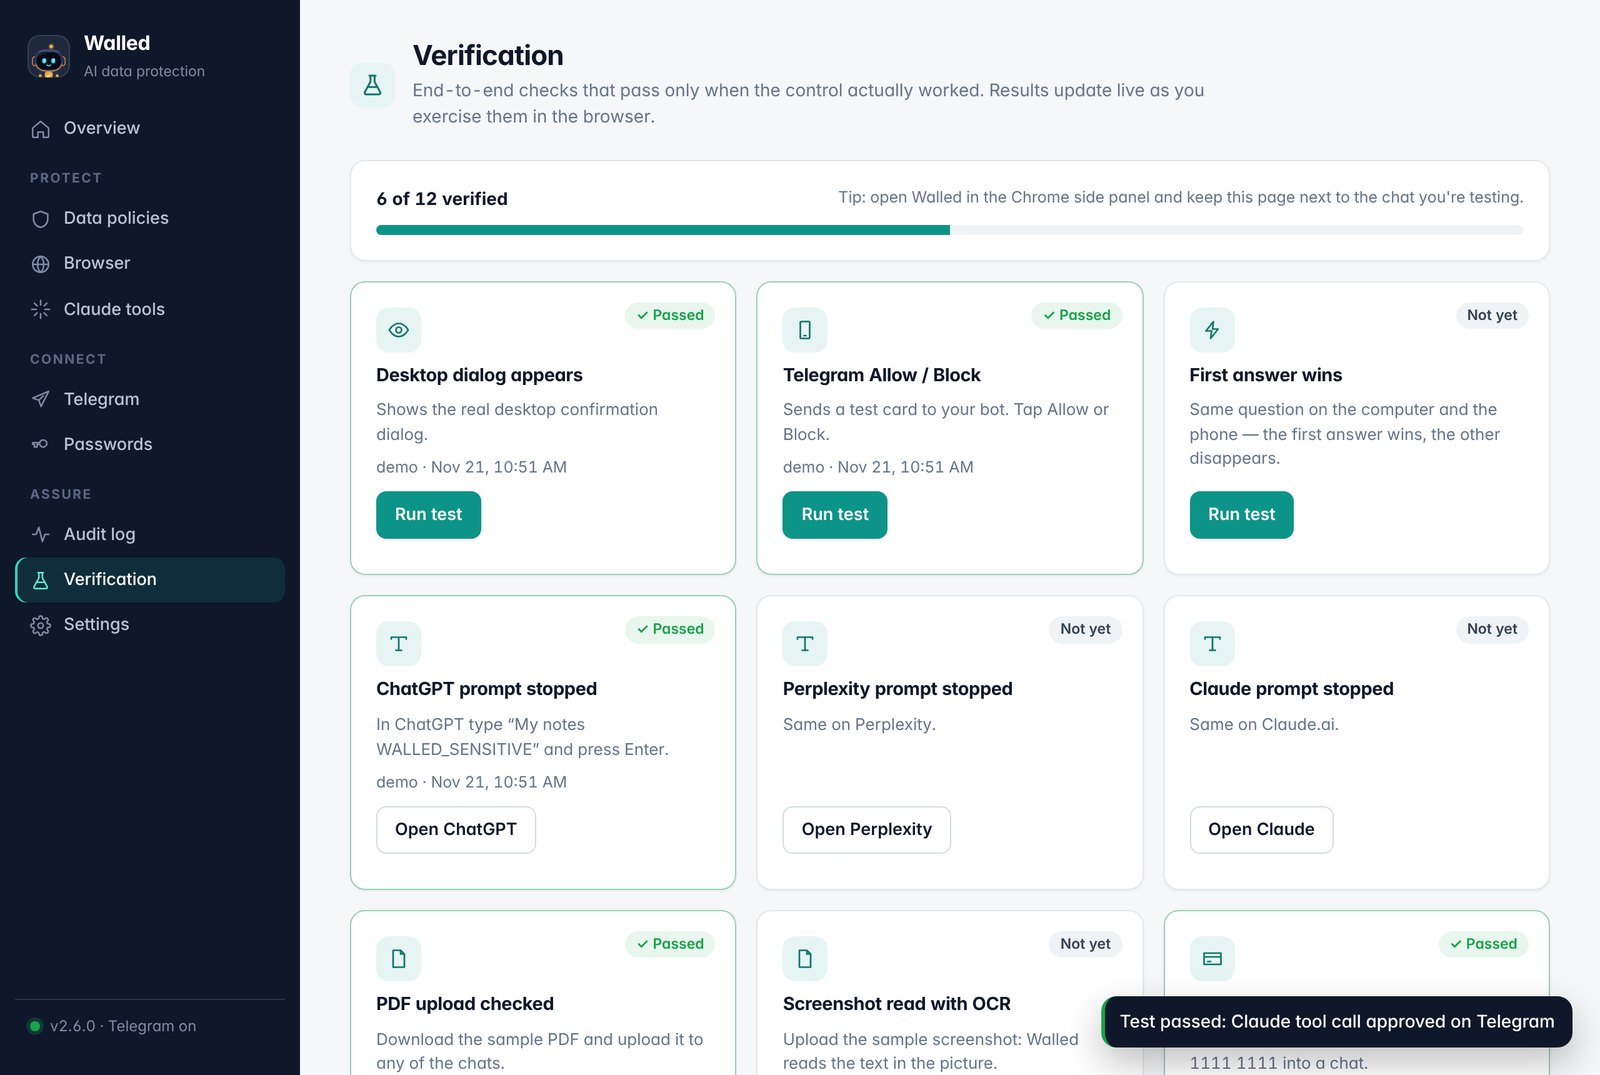 Walled
AI data protection
Overview
PROTECT
Data policies
Browser
Claude tools
CONNECT
Telegram
Passwords
ASSURE
Audit log
Verification
Settings
v2.6.0 · Telegram on
Verification
End-to-end checks that pass only when the control actually worked. Results update live as you
exercise them in the browser.
6 of 12 verified
Tip: open Walled in the Chrome side panel and keep this page next to the chat you're testing.
✓ Passed
Desktop dialog appears
Shows the real desktop confirmation
dialog.
demo · Nov 21, 10:51 AM
Run test
✓ Passed
Telegram Allow / Block
Sends a test card to your bot. Tap Allow or
Block.
demo · Nov 21, 10:51 AM
Run test
Not yet
First answer wins
Same question on the computer and the
phone — the first answer wins, the other
disappears.
Run test
✓ Passed
ChatGPT prompt stopped
In ChatGPT type “My notes
WALLED_SENSITIVE” and press Enter.
demo · Nov 21, 10:51 AM
Open ChatGPT
Not yet
Perplexity prompt stopped
Same on Perplexity.
Open Perplexity
Not yet
Claude prompt stopped
Same on Claude.ai.
Open Claude
✓ Passed
PDF upload checked
Download the sample PDF and upload it to
any of the chats.
Not yet
Screenshot read with OCR
Upload the sample screenshot: Walled
reads the text in the picture.
✓ Passed
Test passed: Claude tool call approved on Telegram
1111 1111 into a chat.